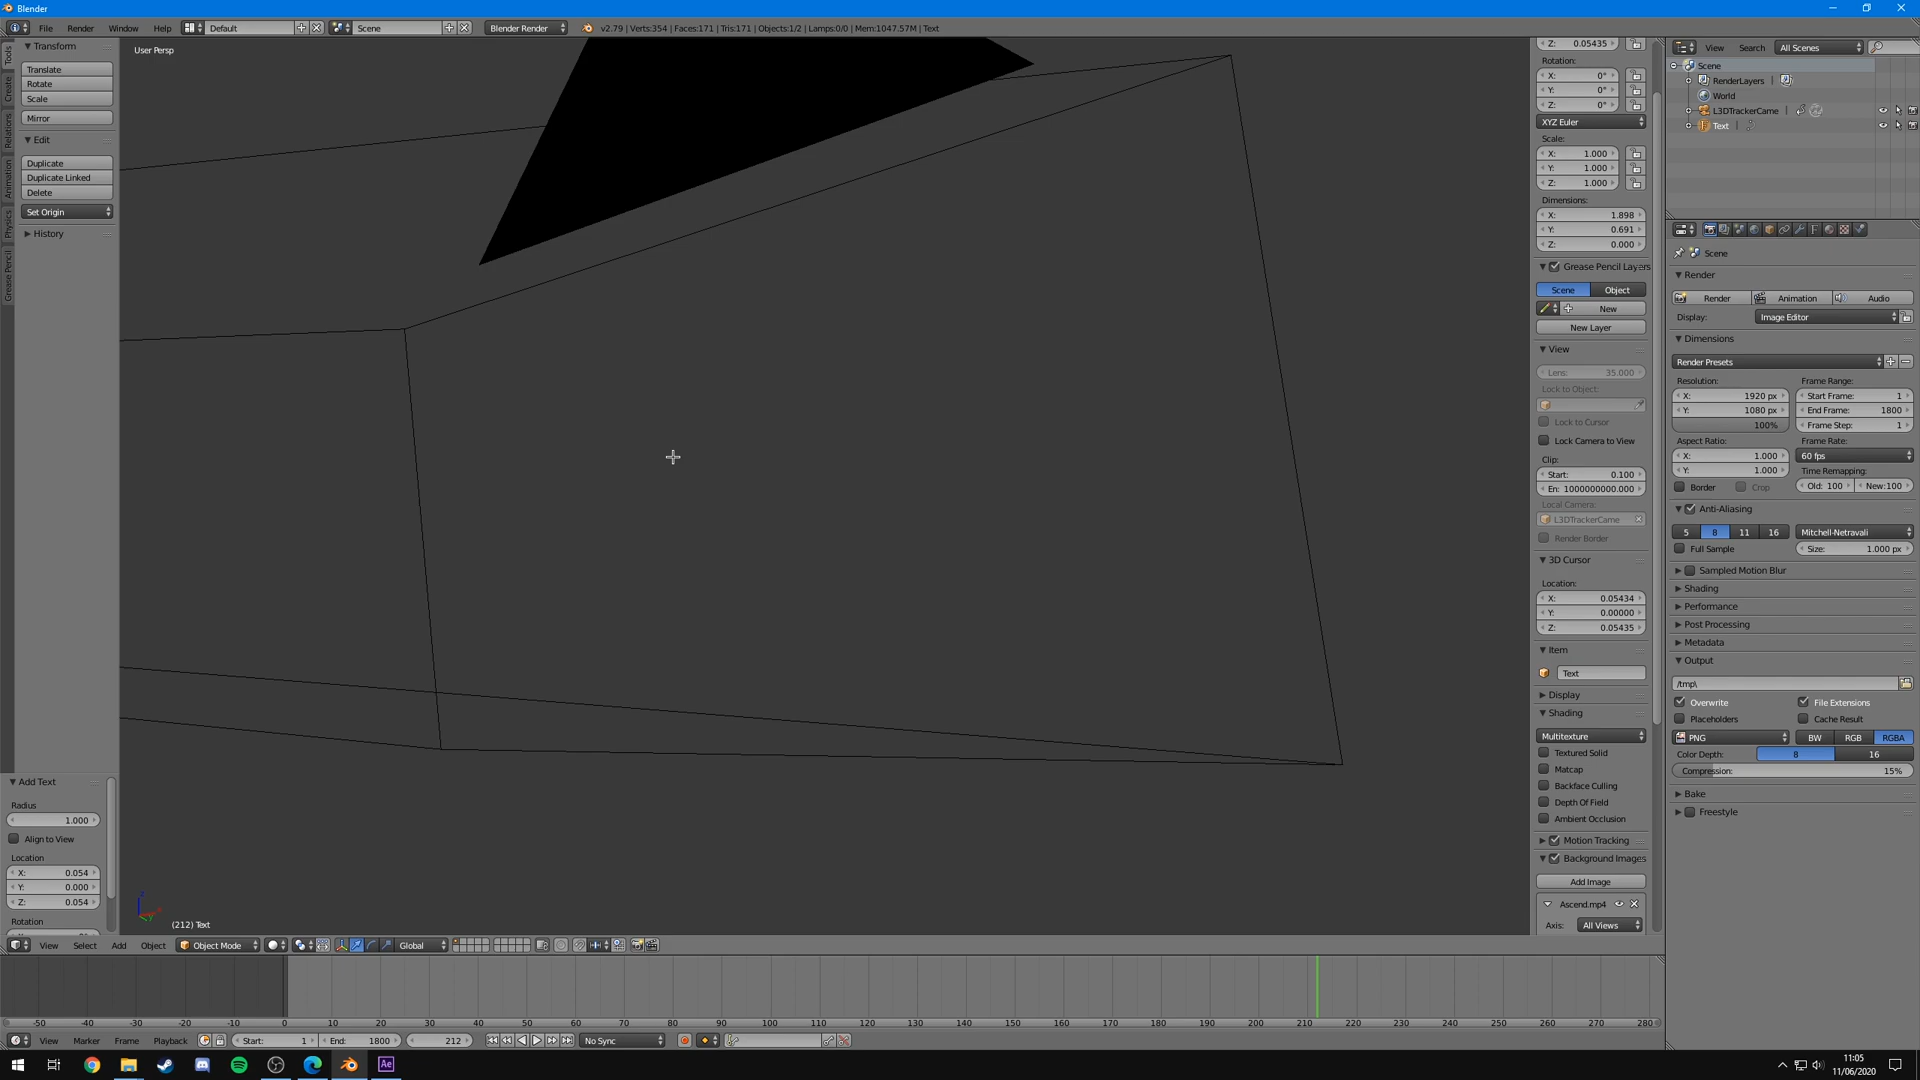 Blender
File Render Window Help Default Scene Blender Render v2.79 | Verts:354 | Faces:171 | Tris:171 | Objects:1/2 | Lamps:0/0 | Mem:1047.57M | Text
Tools
Create
Relations
Animation
Physics
Grease Pencil
Transform
Translate
Rotate
Scale
Mirror
Edit
Duplicate
Duplicate Linked
Delete
Set Origin
History
Add Text
Radius
1.000
Align to View
Location
X: 0.054
Y: 0.000
Z: 0.054
Rotation
User Persp
(212) Text
Z: 0.05435
Rotation:
X: 0°
Y: 0°
Z: 0°
XYZ Euler
Scale:
X: 1.000
Y: 1.000
Z: 1.000
Dimensions:
X: 1.898
Y: 0.691
Z: 0.000
Grease Pencil Layers
Scene Object
New
New Layer
View
Lens: 35.000
Lock to Object:
Lock to Cursor
Lock Camera to View
Clip:
Start: 0.100
En: 1000000000.000
Local Camera:
L3DTrackerCame
Render Border
3D Cursor
Location:
X: 0.05434
Y: 0.00000
Z: 0.05435
Item
Text
Display
Shading
Multitexture
Textured Solid
Matcap
Backface Culling
Depth Of Field
Ambient Occlusion
Motion Tracking
Background Images
Add Image
Ascend.mp4
Axis: All Views
View Search All Scenes
Scene
RenderLayers
World
L3DTrackerCame
Text
Scene
Render
Render Animation Audio
Display: Image Editor
Dimensions
Render Presets
Resolution: Frame Range:
X: 1920 px Start Frame: 1
Y: 1080 px End Frame: 1800
100% Frame Step: 1
Aspect Ratio: Frame Rate:
X: 1.000 60 fps
Y: 1.000 Time Remapping:
Border Crop Old: 100 New:100
Anti-Aliasing
5 8 11 16 Mitchell-Netravali
Full Sample Size: 1.000 px
Sampled Motion Blur
Shading
Performance
Post Processing
Metadata
Output
/tmp\
Overwrite File Extensions
Placeholders Cache Result
PNG BW RGB RGBA
Color Depth: 8 16
Compression: 15%
Bake
Freestyle
View Select Add Object Object Mode Global
-50 -40 -30 -20 -10 0 10 20 30 40 50 60 70 80 90 100 110 120 130 140 150 160 170 180 190 200 210 220 230 240 250 260 270 280
View Marker Frame Playback Start: 1 End: 1800 212 No Sync
Ae
11:05
11/06/2020